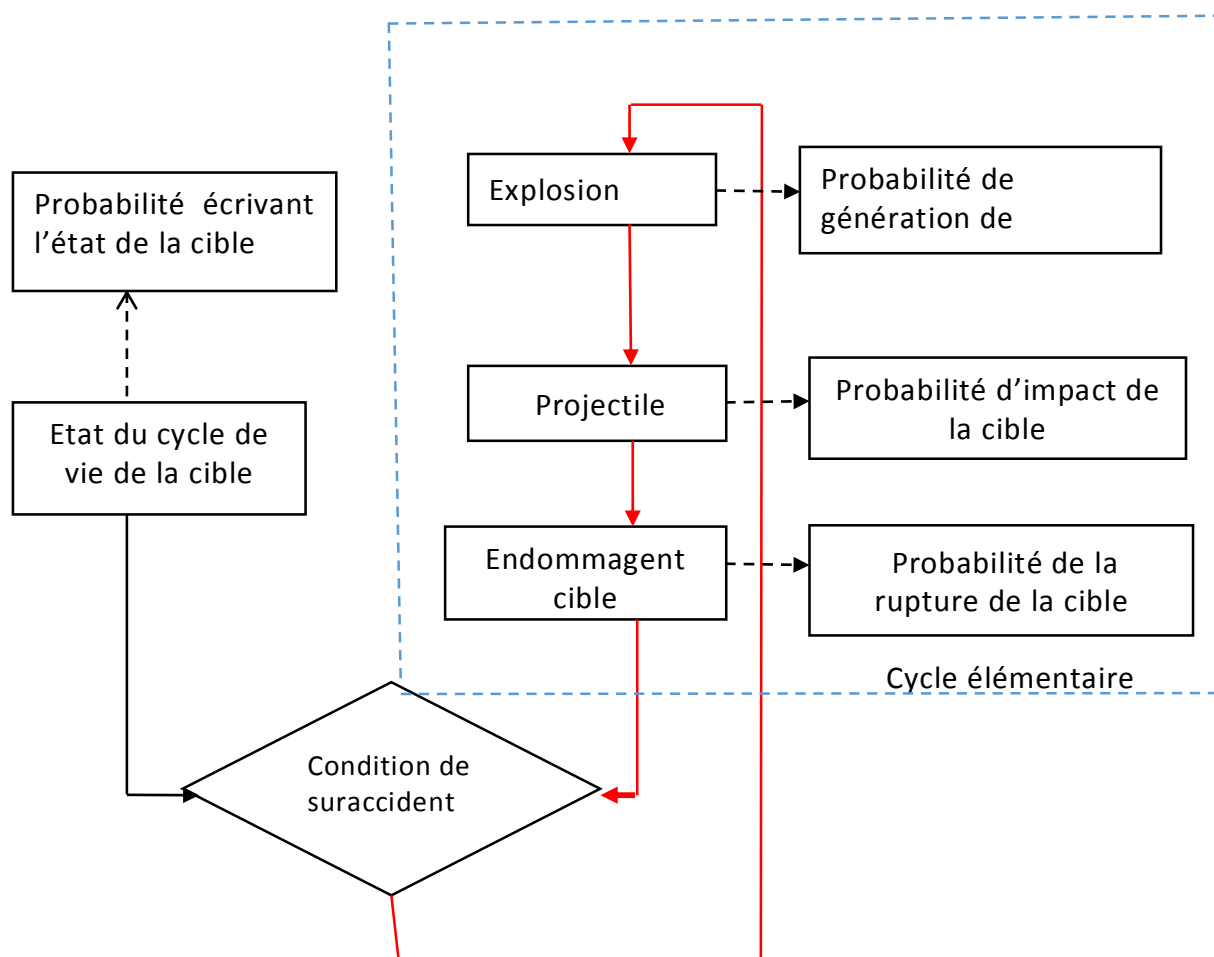 Explosion
Probabilité de
génération de
Probabilité écrivant
l'état de la cible
Projectile
Probabilité d'impact de
la cible
Etat du cycle de
vie de la cible
Endommagent
cible
Probabilité de la
rupture de la cible
Cycle élémentaire
Condition de
suraccident